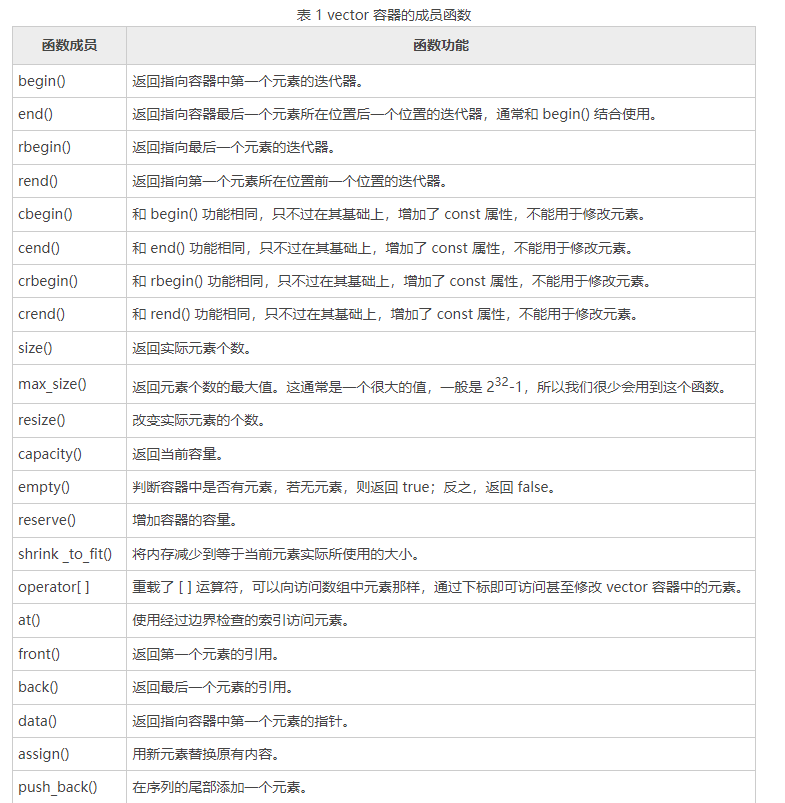 表 1 vector 容器的成员函数
函数成员 函数功能
begin() 返回指向容器中第一个元素的迭代器。
end() 返回指向容器最后一个元素所在位置后一个位置的迭代器，通常和 begin() 结合使用。
rbegin() 返回指向最后一个元素的迭代器。
rend() 返回指向第一个元素所在位置前一个位置的迭代器。
cbegin() 和 begin() 功能相同，只不过在其基础上，增加了 const 属性，不能用于修改元素。
cend() 和 end() 功能相同，只不过在其基础上，增加了 const 属性，不能用于修改元素。
crbegin() 和 rbegin() 功能相同，只不过在其基础上，增加了 const 属性，不能用于修改元素。
crend() 和 rend() 功能相同，只不过在其基础上，增加了 const 属性，不能用于修改元素。
size() 返回实际元素个数。
max_size() 返回元素个数的最大值。这通常是一个很大的值，一般是 2³²-1，所以我们很少会用到这个函数。
resize() 改变实际元素的个数。
capacity() 返回当前容量。
empty() 判断容器中是否有元素，若无元素，则返回 true；反之，返回 false。
reserve() 增加容器的容量。
shrink _to_fit() 将内存减少到等于当前元素实际所使用的大小。
operator[ ] 重载了 [ ] 运算符，可以向访问数组中元素那样，通过下标即可访问甚至修改 vector 容器中的元素。
at() 使用经过边界检查的索引访问元素。
front() 返回第一个元素的引用。
back() 返回最后一个元素的引用。
data() 返回指向容器中第一个元素的指针。
assign() 用新元素替换原有内容。
push_back() 在序列的尾部添加一个元素。